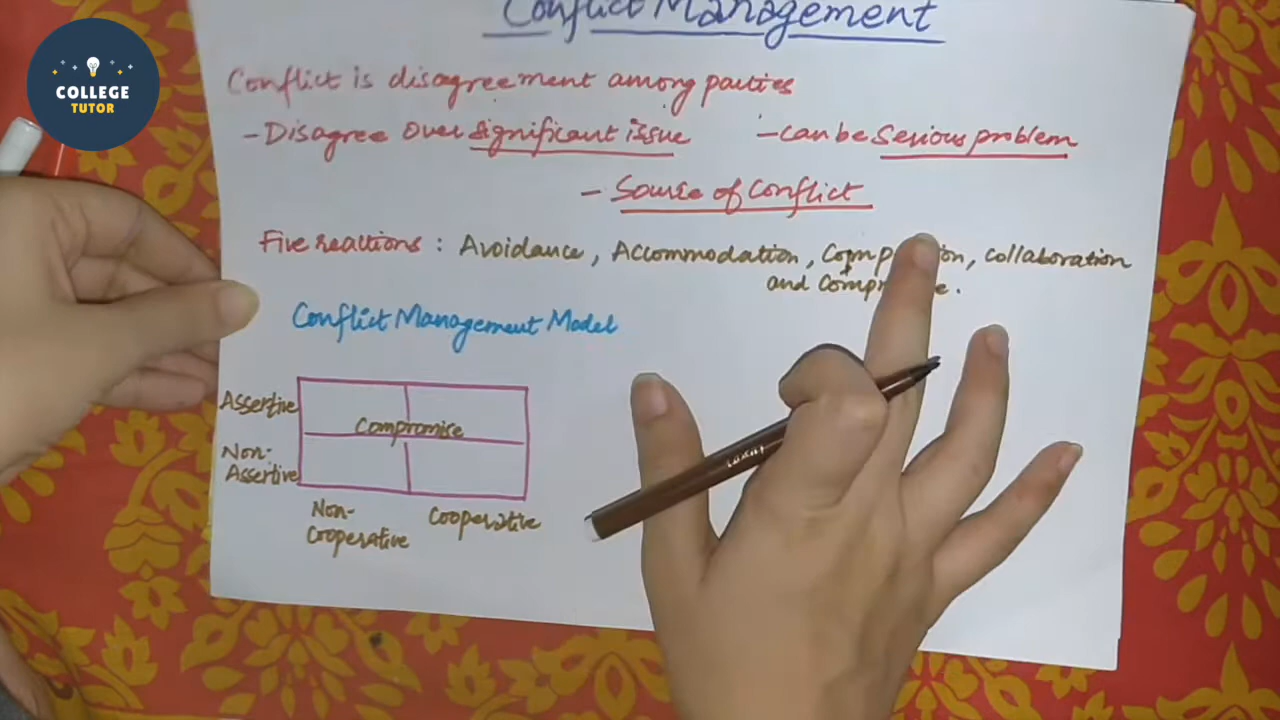 COLLEGE
TUTOR
Conflict Management
Conflict is disagreement among parties
- Disagree over significant issue
- can be serious problem
- Source of Conflict
Five reactions : Avoidance, Accommodation, collaboration
and
Conflict Management Model
Assertive
Compromise
Non-
Assertive
Non-
Cooperative
Cooperative